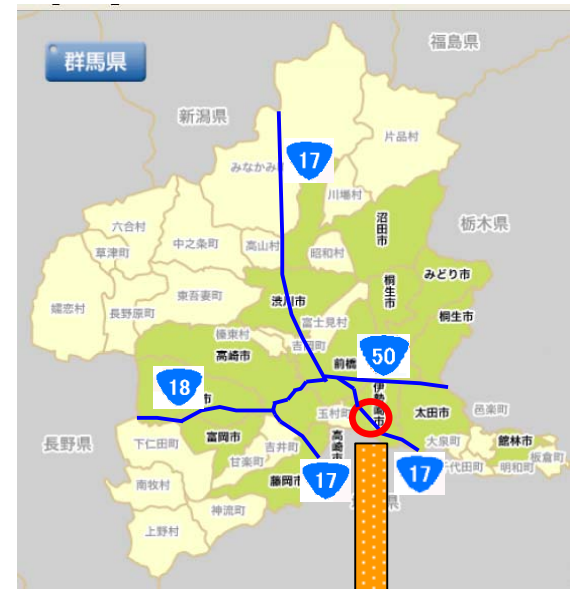 福島県
群馬県
新潟県
片品村
17
みなかみ
川場村
六合村
沼田市
栃木県
草津町
中之条町
高山村
昭和村
みどり市
桐生市
嬬恋村
東吾妻町
長野原町
渋川市
桐生市
富士見村
榛東村
吉岡町
高崎市
前橋
50
18
市
伊勢崎市
玉村町
太田市
邑楽町
長野県
下仁田町
富岡市
吉井町
高崎市
大泉町
館林市
甘楽町
板倉町
千代田町
明和町
17
17
南牧村
藤岡市
県
神流町
上野村